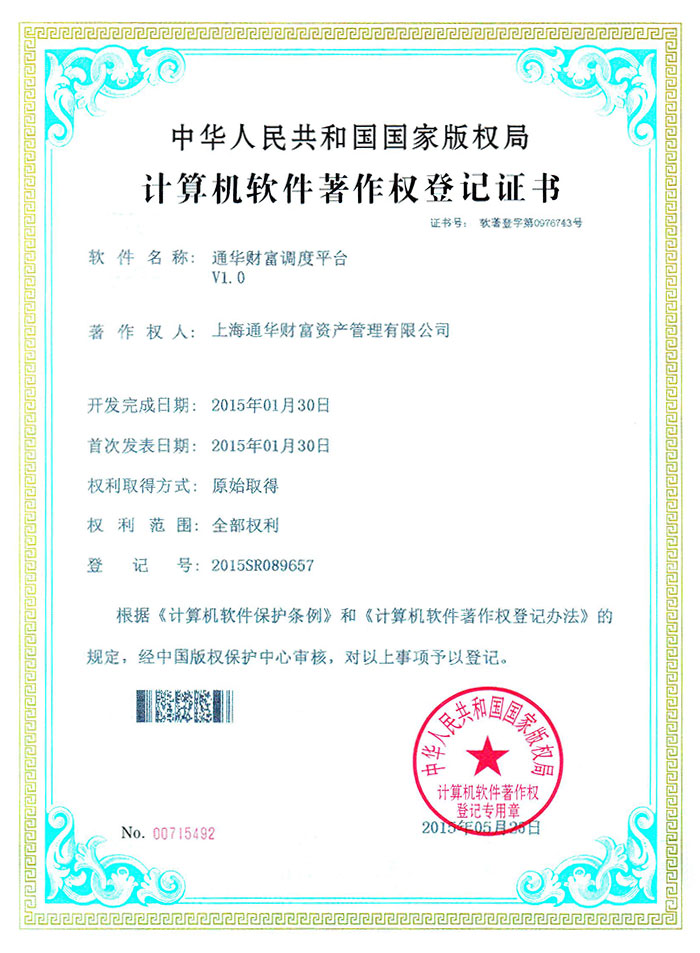 中华人民共和国国家版权局
计算机软件著作权登记证书
证书号： 软著登字第0976743号
软件名称： 通华财富调度平台
V1.0
著作权人： 上海通华财富资产管理有限公司
开发完成日期： 2015年01月30日
首次发表日期： 2015年01月30日
权利取得方式： 原始取得
权利范围： 全部权利
登记号： 2015SR089657
根据《计算机软件保护条例》和《计算机软件著作权登记办法》的
规定，经中国版权保护中心审核，对以上事项予以登记。
中华人民共和国国家版权局
计算机软件著作权
登记专用章
No. 00715492
2015年05月26日